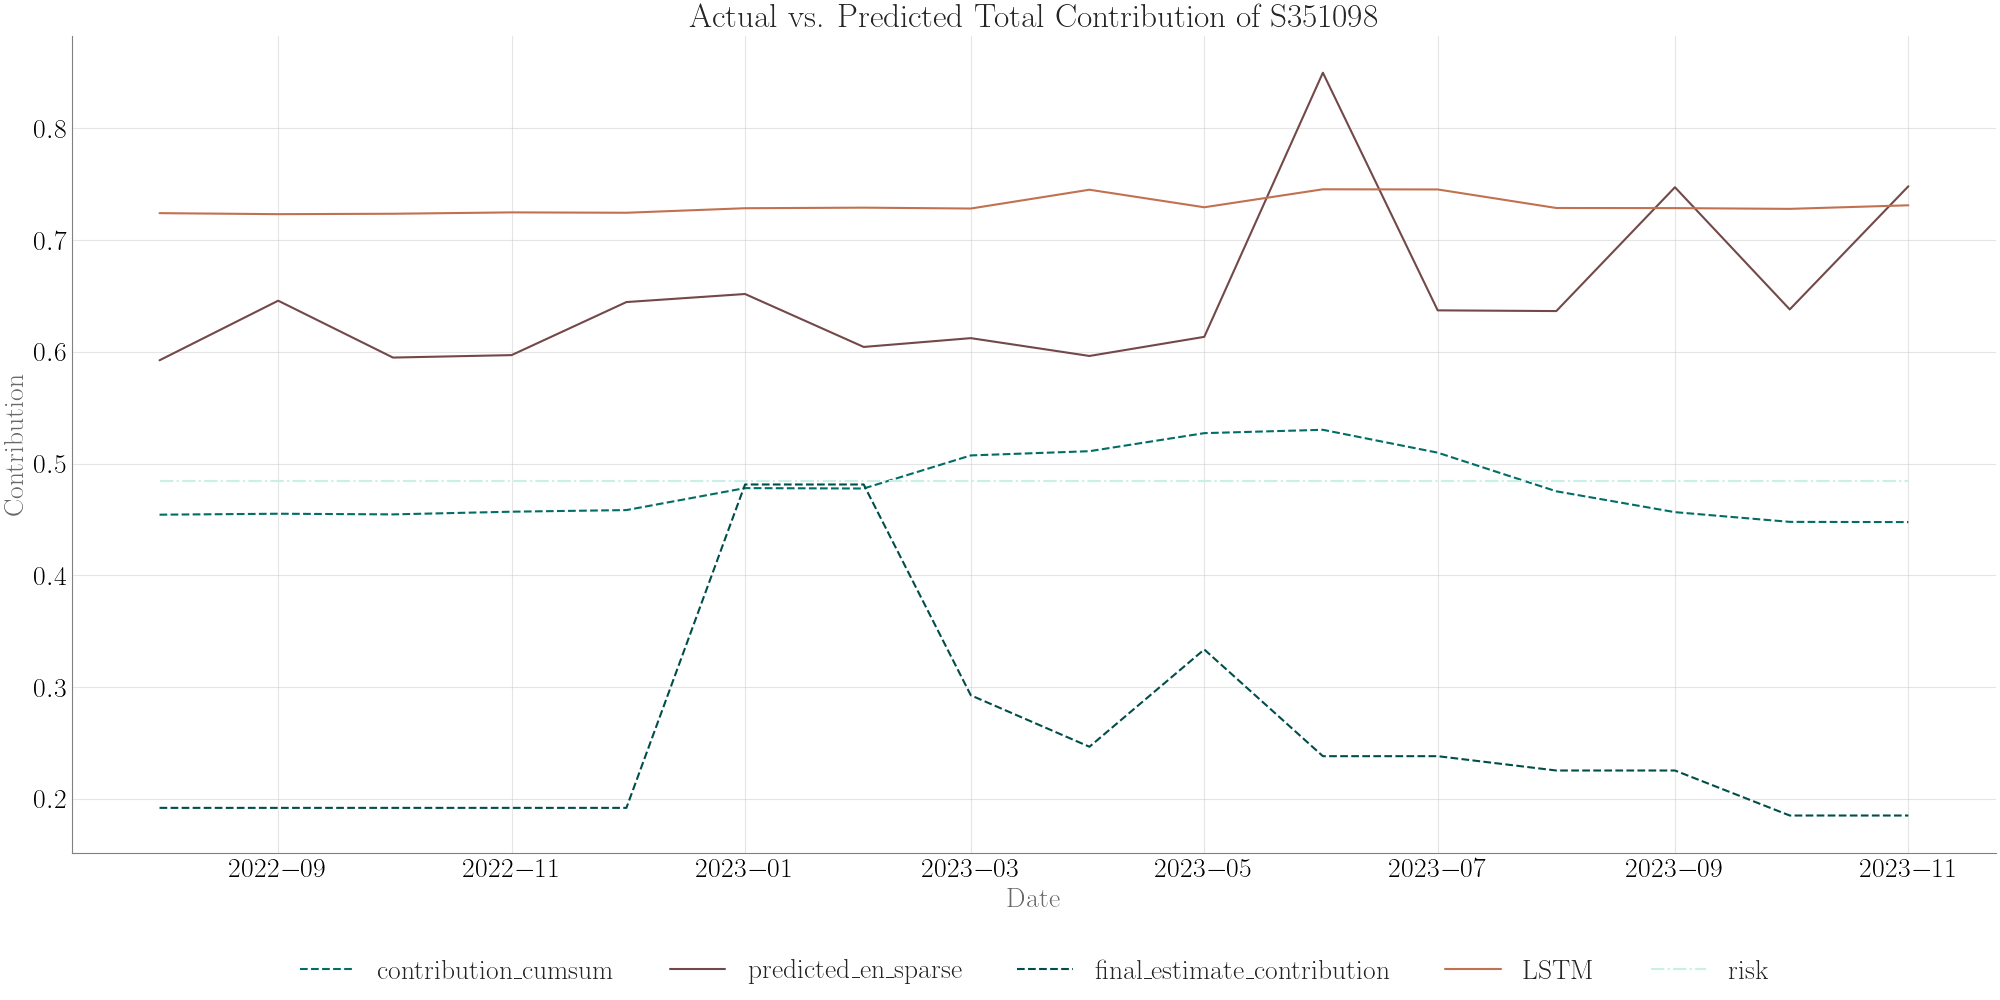 Actual vs. Predicted Total Contribution of S351098
Contribution
0.8
0.7
0.6
0.5
0.4
0.3
0.2
2022–09 2022–11 2023–01 2023–03 2023–05 2023–07 2023–09 2023–11
Date
contribution_cumsum predicted_en_sparse final_estimate_contribution LSTM risk